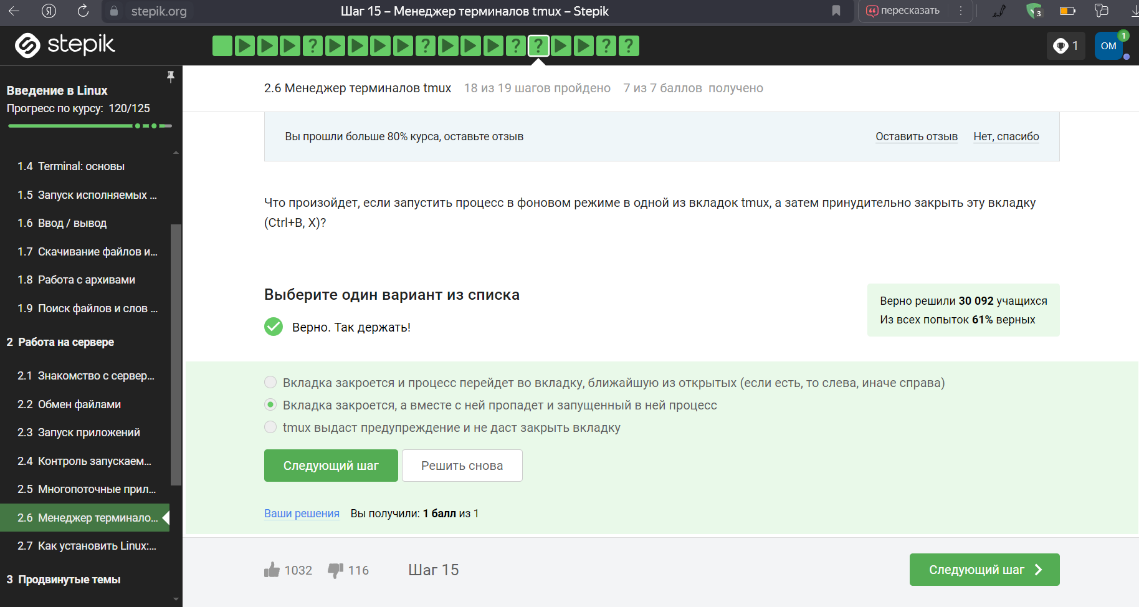 stepik.org
Шаг 15 – Менеджер терминалов tmux – Stepik
пересказать
3
stepik
1
ОМ
1
Введение в Linux
Прогресс по курсу: 120/125
1.4 Terminal: основы
1.5 Запуск исполняемых ...
1.6 Ввод / вывод
1.7 Скачивание файлов и...
1.8 Работа с архивами
1.9 Поиск файлов и слов ...
2 Работа на сервере
2.1 Знакомство с сервер...
2.2 Обмен файлами
2.3 Запуск приложений
2.4 Контроль запускаем...
2.5 Многопоточные прил...
2.6 Менеджер терминало...
2.7 Как установить Linux:...
3 Продвинутые темы
2.6 Менеджер терминалов tmux 18 из 19 шагов пройдено 7 из 7 баллов получено
Вы прошли больше 80% курса, оставьте отзыв
Оставить отзыв Нет, спасибо
Что произойдет, если запустить процесс в фоновом режиме в одной из вкладок tmux, а затем принудительно закрыть эту вкладку
(Ctrl+B, X)?
Выберите один вариант из списка
Верно. Так держать!
Верно решили 30 092 учащихся
Из всех попыток 61% верных
Вкладка закроется и процесс перейдет во вкладку, ближайшую из открытых (если есть, то слева, иначе справа)
Вкладка закроется, а вместе с ней пропадет и запущенный в ней процесс
tmux выдаст предупреждение и не даст закрыть вкладку
Следующий шаг Решить снова
Ваши решения Вы получили: 1 балл из 1
1032 116 Шаг 15
Следующий шаг